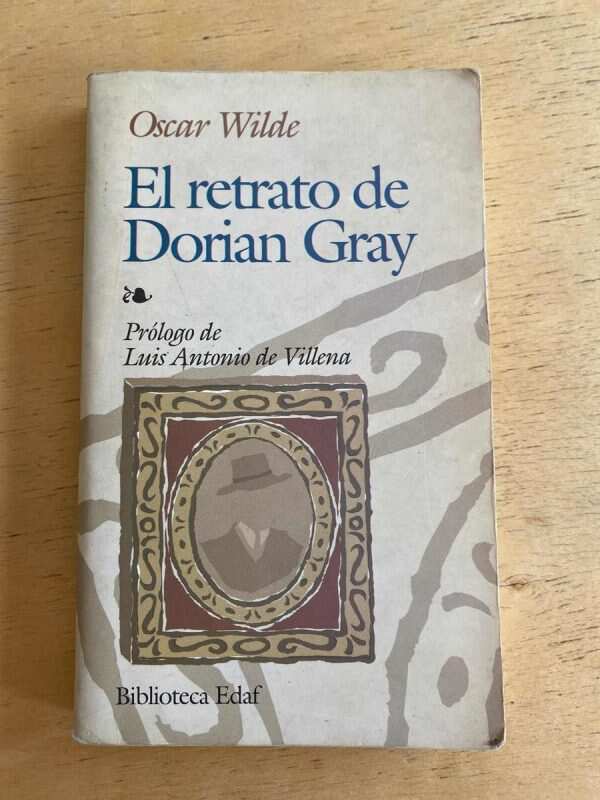 Oscar Wilde
El retrato de
Dorian Gray
Prólogo de
Luis Antonio de Villena
Biblioteca Edaf